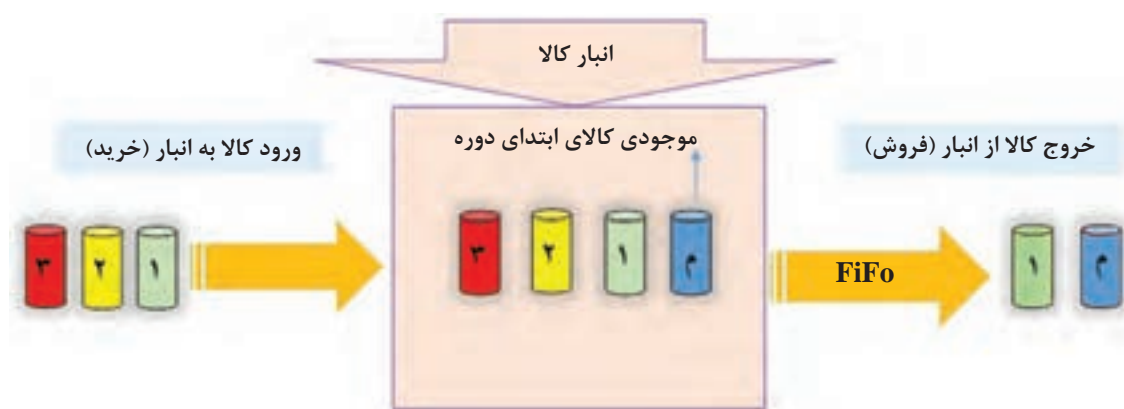 انبار کالا
موجودی کالای ابتدای دوره
ورود کالا به انبار (خرید)
خروج کالا از انبار (فروش)
۳ ۲ ۱
۳ ۲ ۱ م
FiFo
۱ م